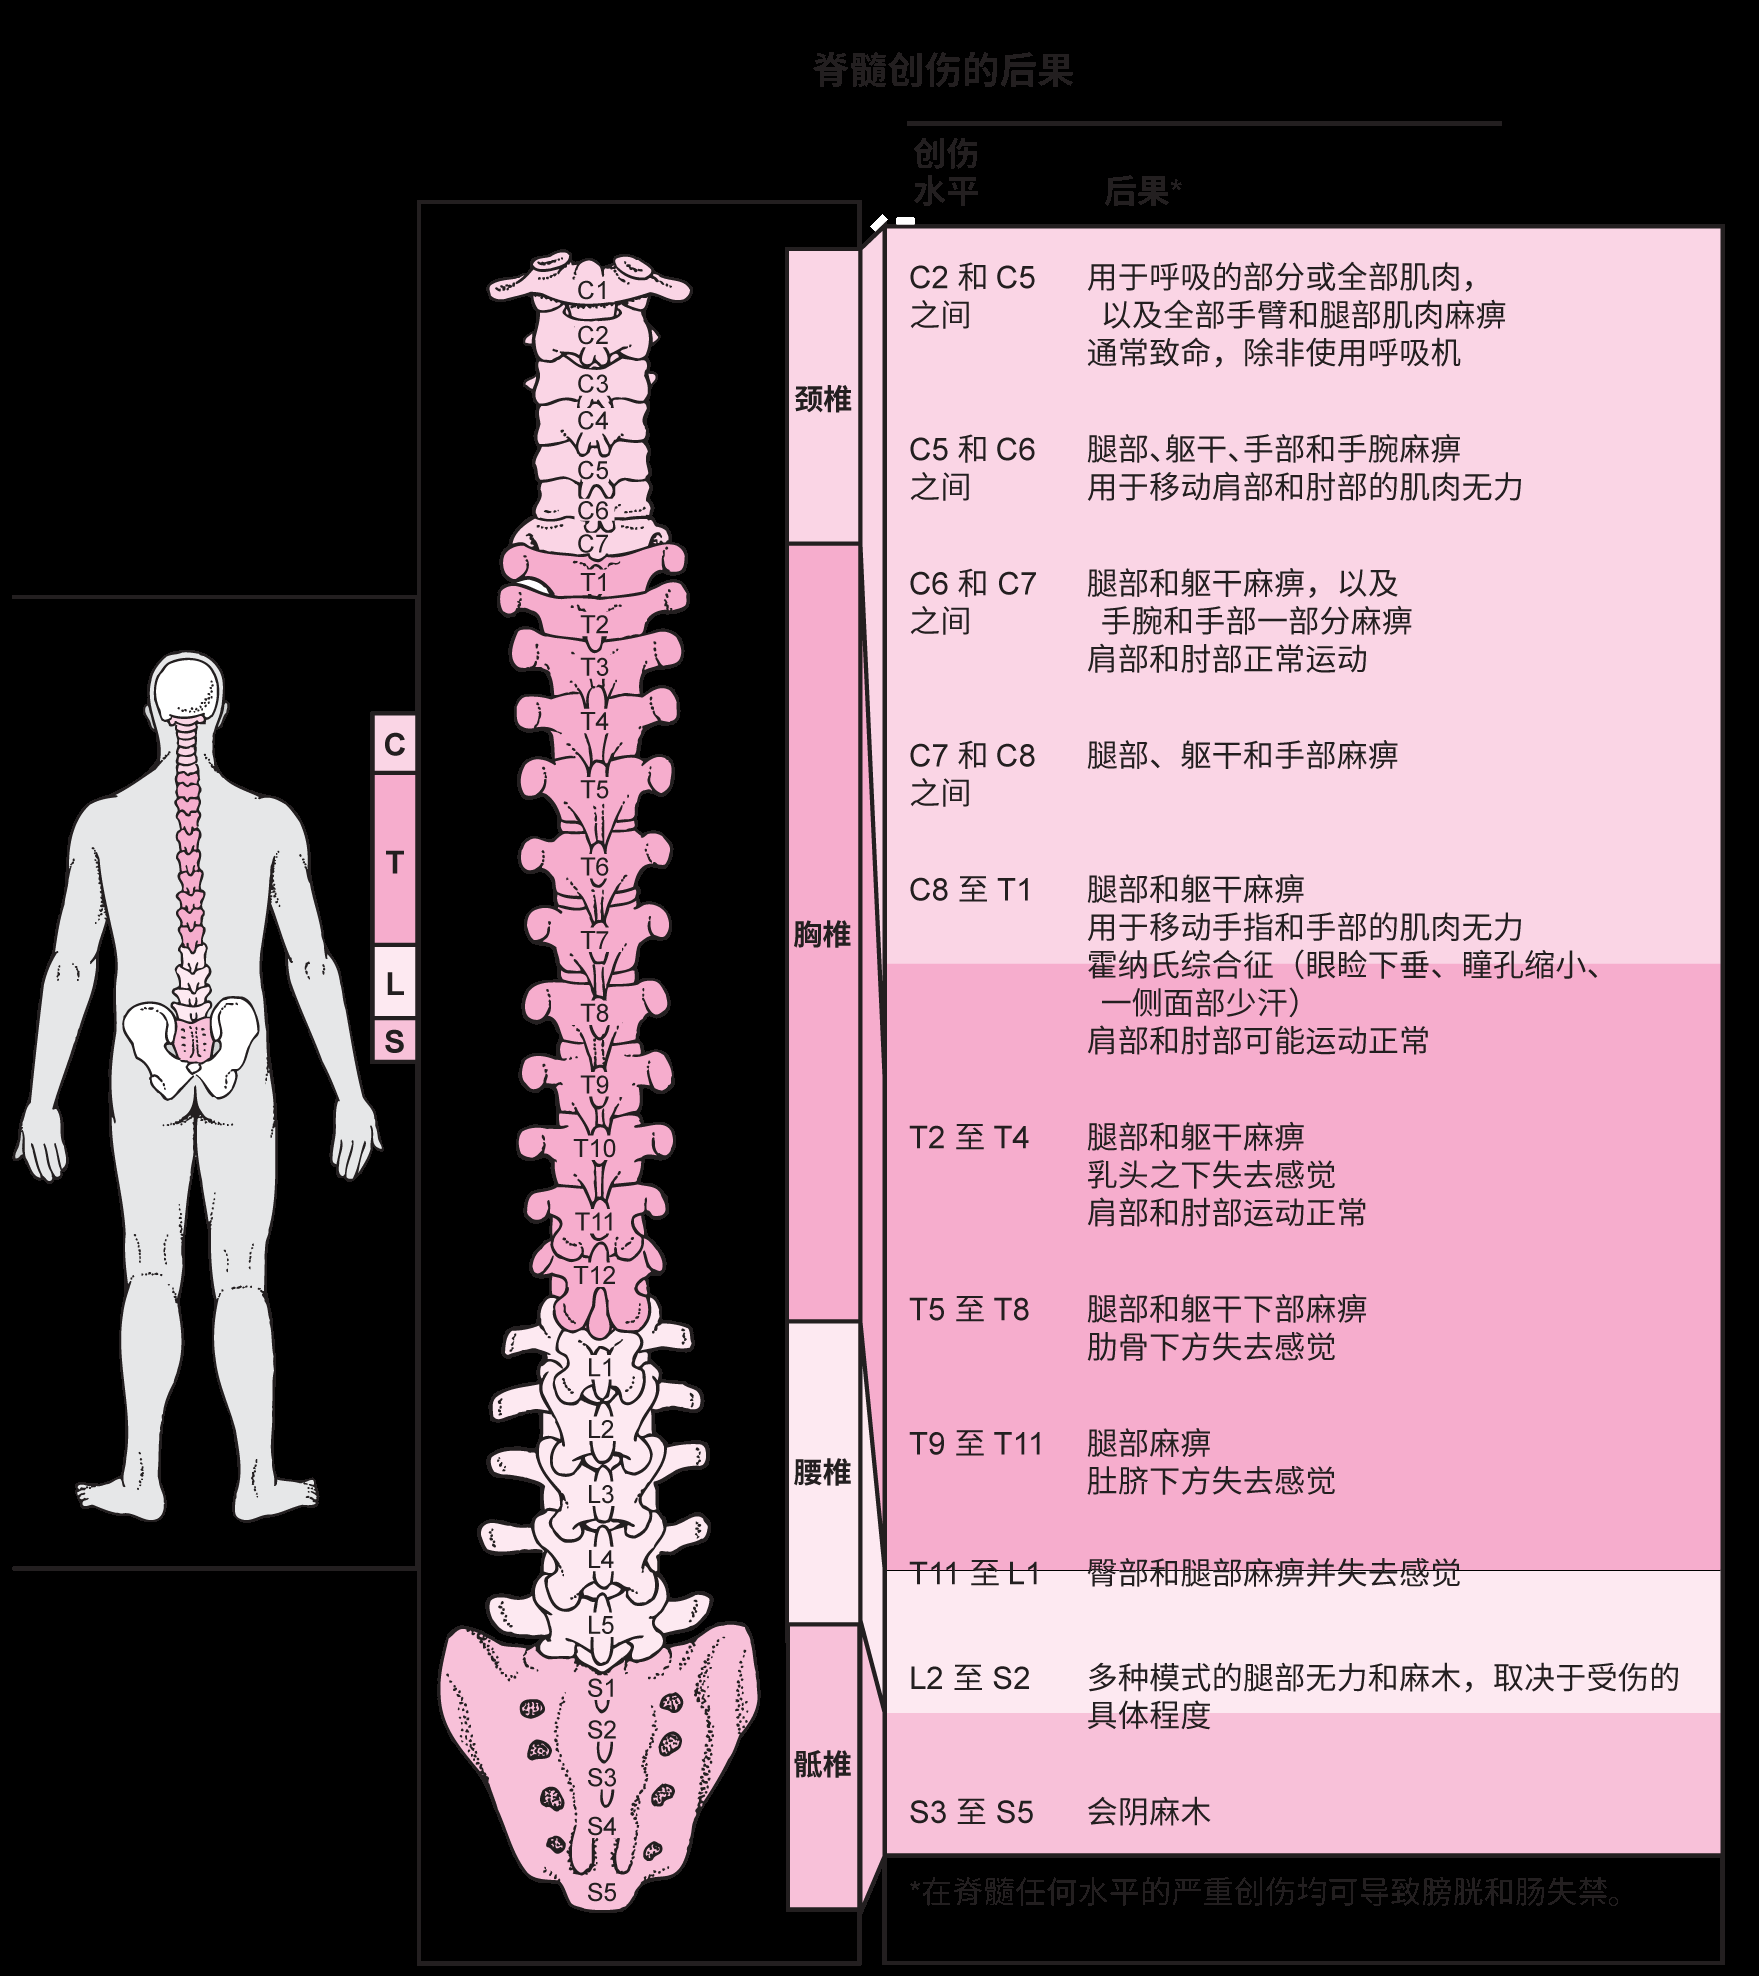 脊髓创伤的后果
创伤
水平
后果*
C2 和 C5
之间
用于呼吸的部分或全部肌肉，
以及全部手臂和腿部肌肉麻痹
通常致命，除非使用呼吸机
C5 和 C6
之间
腿部、躯干、手部和手腕麻痹
用于移动肩部和肘部的肌肉无力
C6 和 C7
之间
腿部和躯干麻痹，以及
手腕和手部一部分麻痹
肩部和肘部正常运动
C7 和 C8
之间
腿部、躯干和手部麻痹
C8 至 T1
腿部和躯干麻痹
用于移动手指和手部的肌肉无力
霍纳氏综合征（眼睑下垂、瞳孔缩小、
一侧面部少汗）
肩部和肘部可能运动正常
T2 至 T4
腿部和躯干麻痹
乳头之下失去感觉
肩部和肘部运动正常
T5 至 T8
腿部和躯干下部麻痹
肋骨下方失去感觉
T9 至 T11
腿部麻痹
肚脐下方失去感觉
T11 至 L1
臀部和腿部麻痹并失去感觉
L2 至 S2
多种模式的腿部无力和麻木，取决于受伤的
具体程度
S3 至 S5
会阴麻木
*在脊髓任何水平的严重创伤均可导致膀胱和肠失禁。
颈椎
胸椎
腰椎
骶椎
C1
C2
C3
C4
C5
C6
C7
T1
T2
T3
T4
T5
T6
T7
T8
T9
T10
T11
T12
L1
L2
L3
L4
L5
S1
S2
S3
S4
S5
C
T
L
S